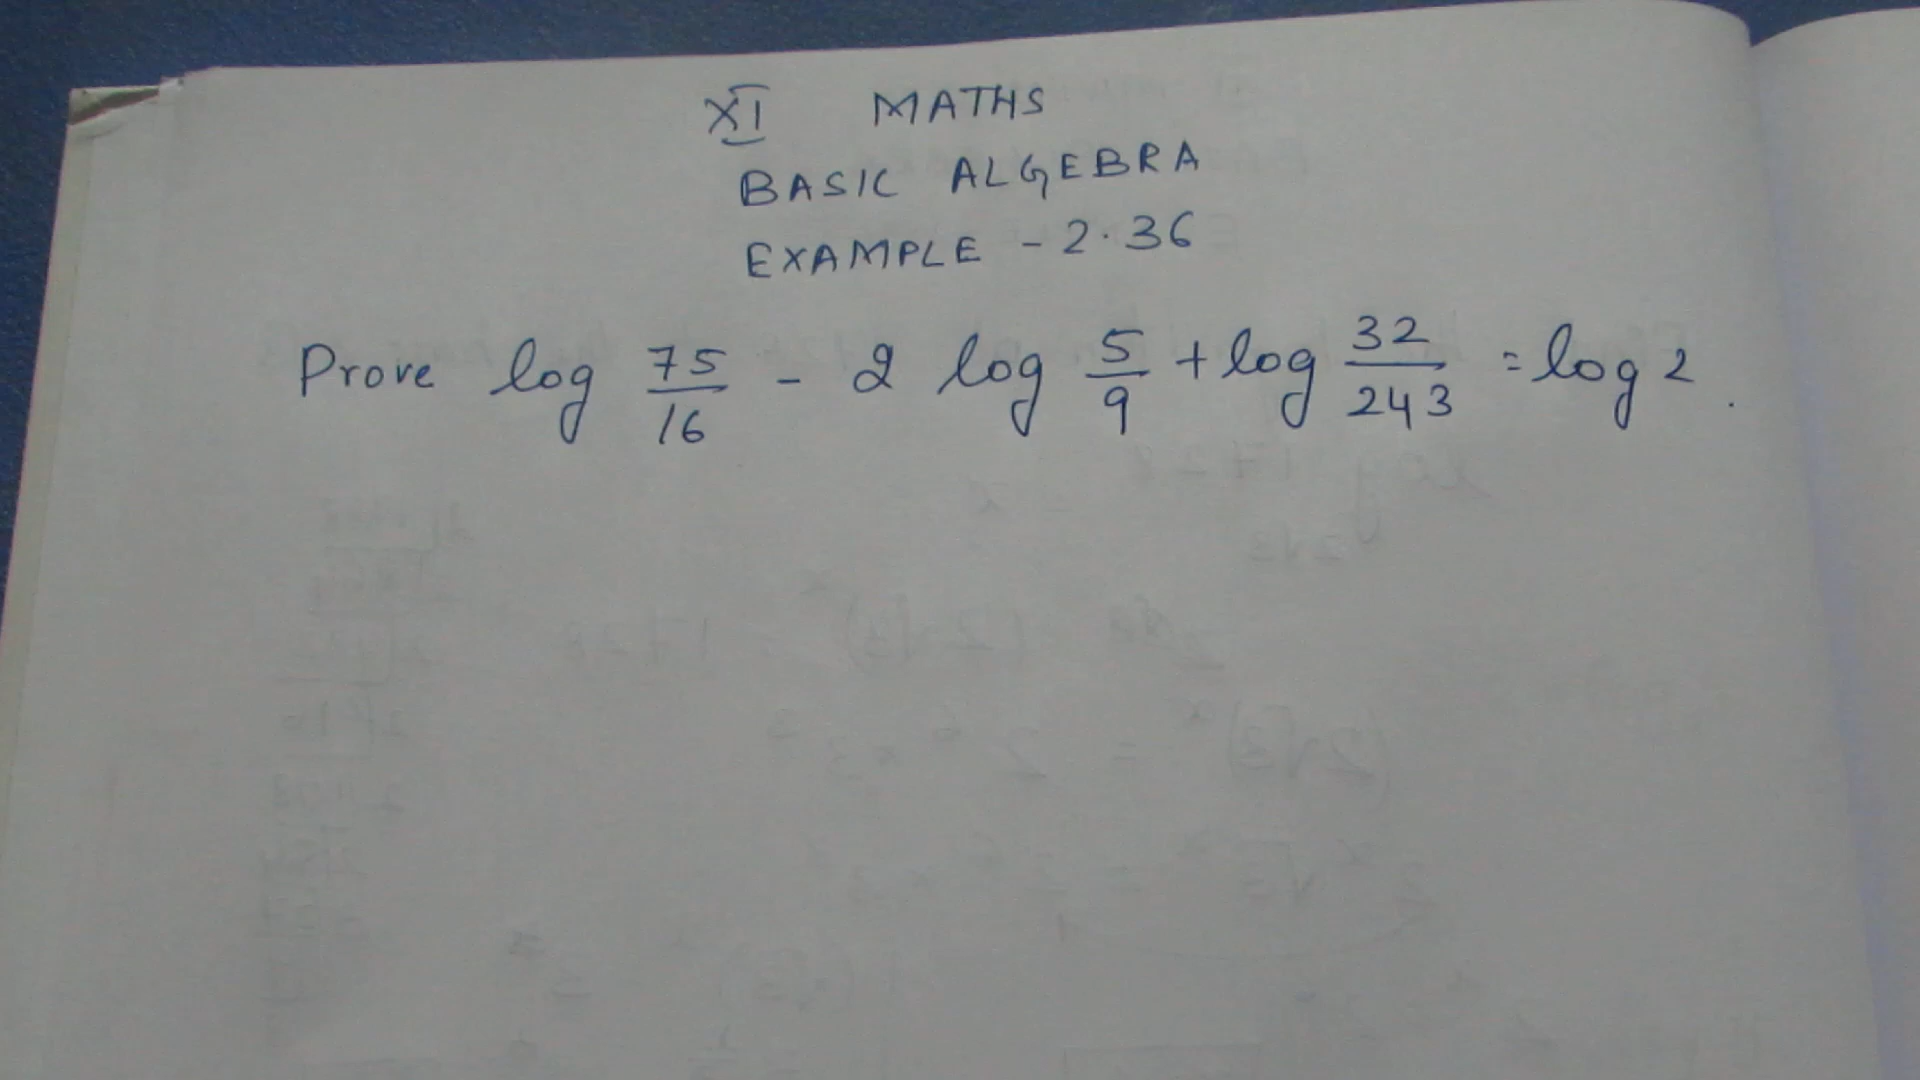 XI MATHS
BASIC ALGEBRA
EXAMPLE - 2.36
Prove log 75/16 - 2 log 5/9 + log 32/243 = log 2.